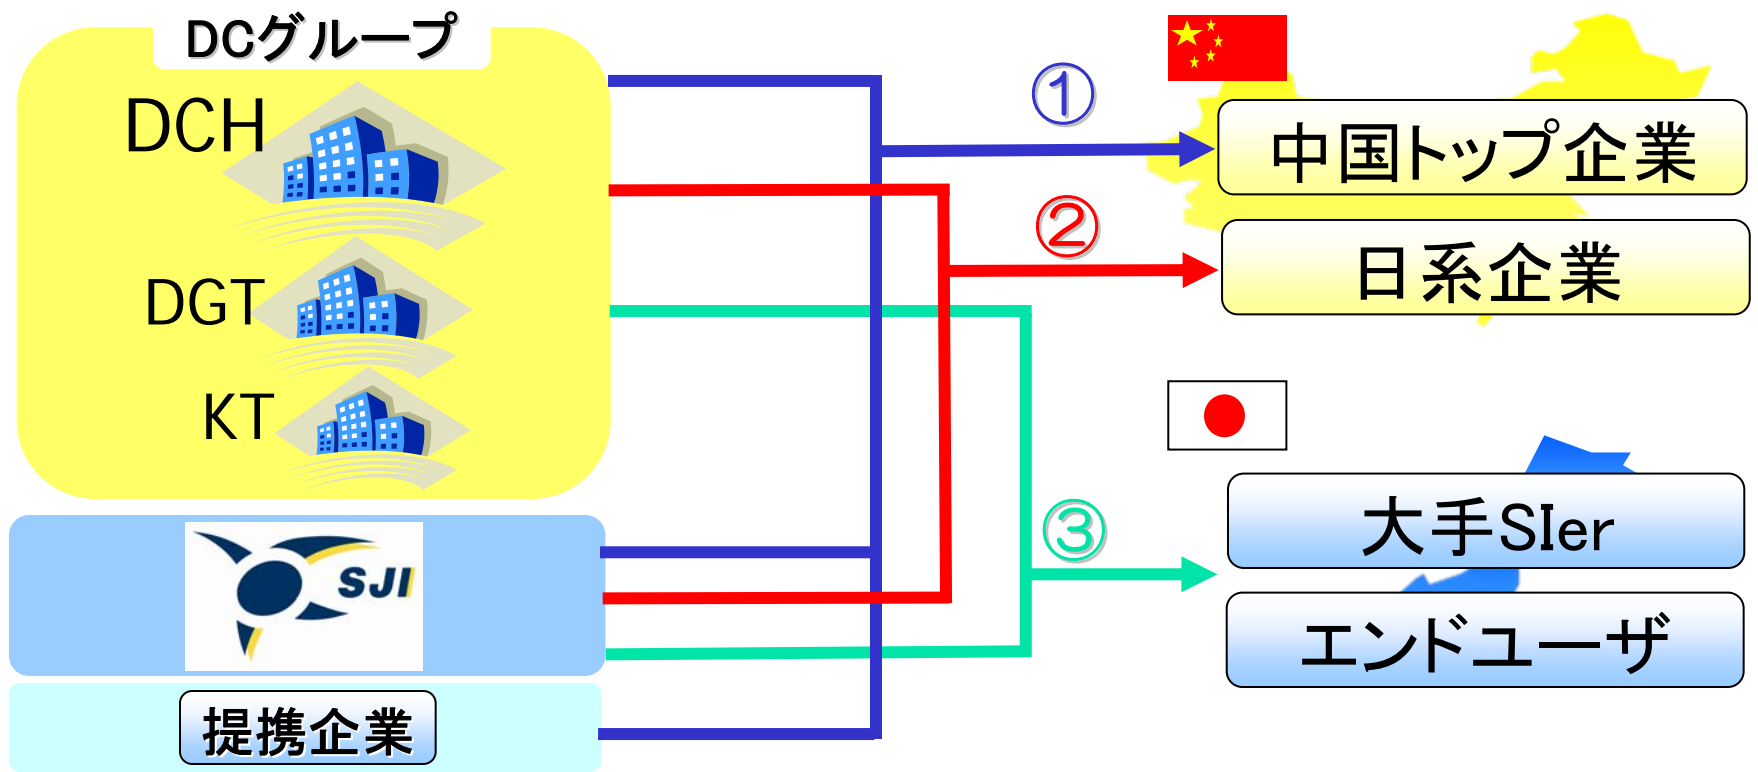 DCグループ
DCH
DGT
KT
SJI
提携企業
①
中国トップ企業
②
日系企業
③
大手SIer
エンドユーザ